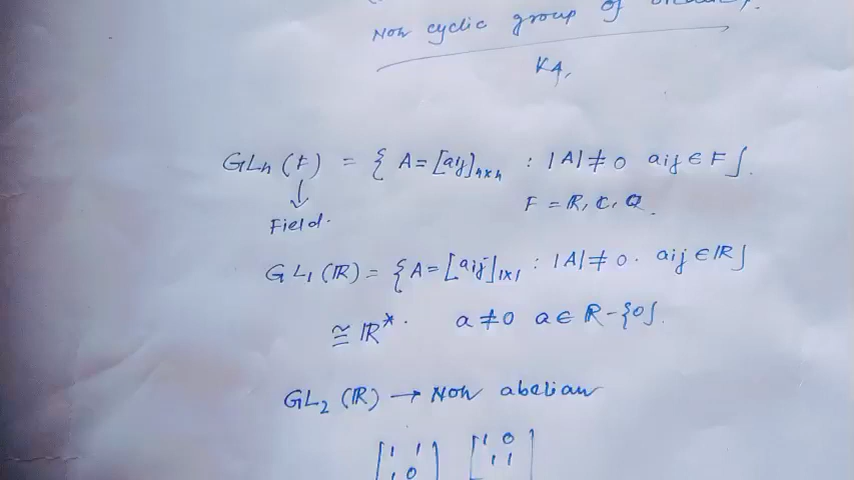 Non cyclic group of
K4,
GLn (F) = { A = [aij]n×n : |A| ≠ 0 aij ∈ F }.
↓ F = R, C, Q.
Field.
GL1 (R) = { A = [aij]1×1 : |A| ≠ 0. aij ∈ R }
≅ R*. a ≠ 0 a ∈ R - {0}.
GL2 (R) → Non abelian
[1 1 [1 0
1 0] 1 1]